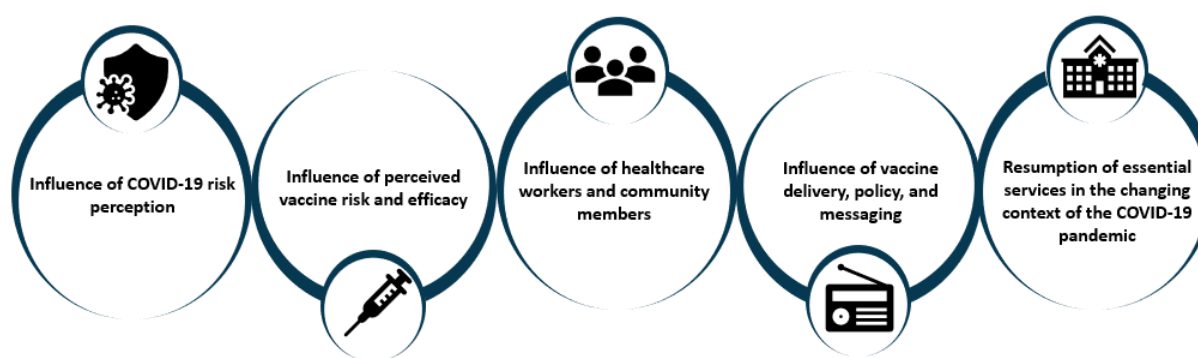 Influence of COVID-19 risk
perception
Influence of perceived
vaccine risk and efficacy
Influence of healthcare
workers and community
members
Influence of vaccine
delivery, policy, and
messaging
Resumption of essential
services in the changing
context of the COVID-19
pandemic